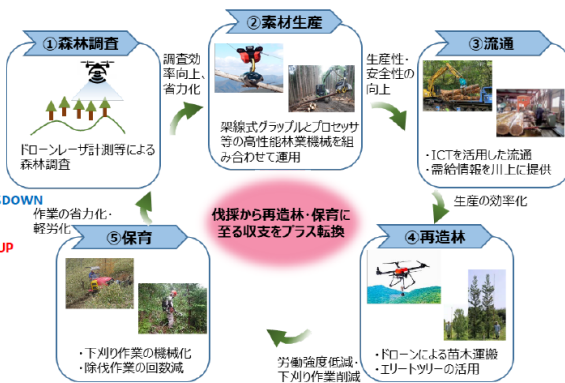 ①森林調査
ドローンレーザ計測等による
森林調査
調査効
率向上、
省力化
②素材生産
架線式グラップルとプロセッサ
等の高性能林業機械を組
み合わせて運用
生産性・
安全性の
向上
③流通
・ICTを活用した流通
・需給情報を川上に提供
生産の効率化
④再造林
・ドローンによる苗木運搬
・エリートツリーの活用
労働強度低減・
下刈り作業削減
⑤保育
・下刈り作業の機械化
・除伐作業の回数減
作業の省力化・
軽労化
伐採から再造林・保育に
至る収支をプラス転換
DOWN
UP